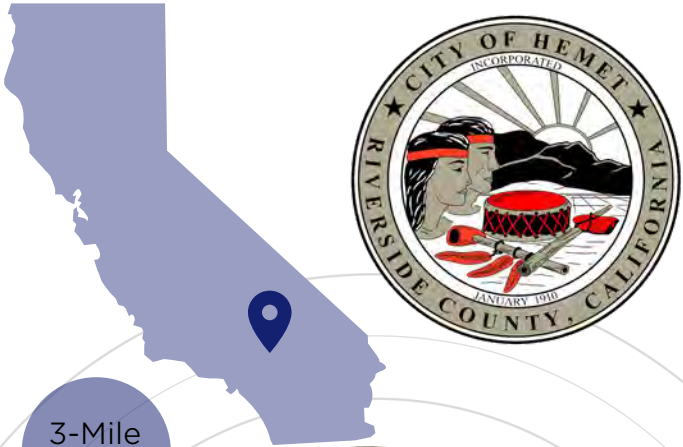 CITY OF HEMET
INCORPORATED
RIVERSIDE COUNTY, CALIFORNIA
JANUARY 1910
3-Mile